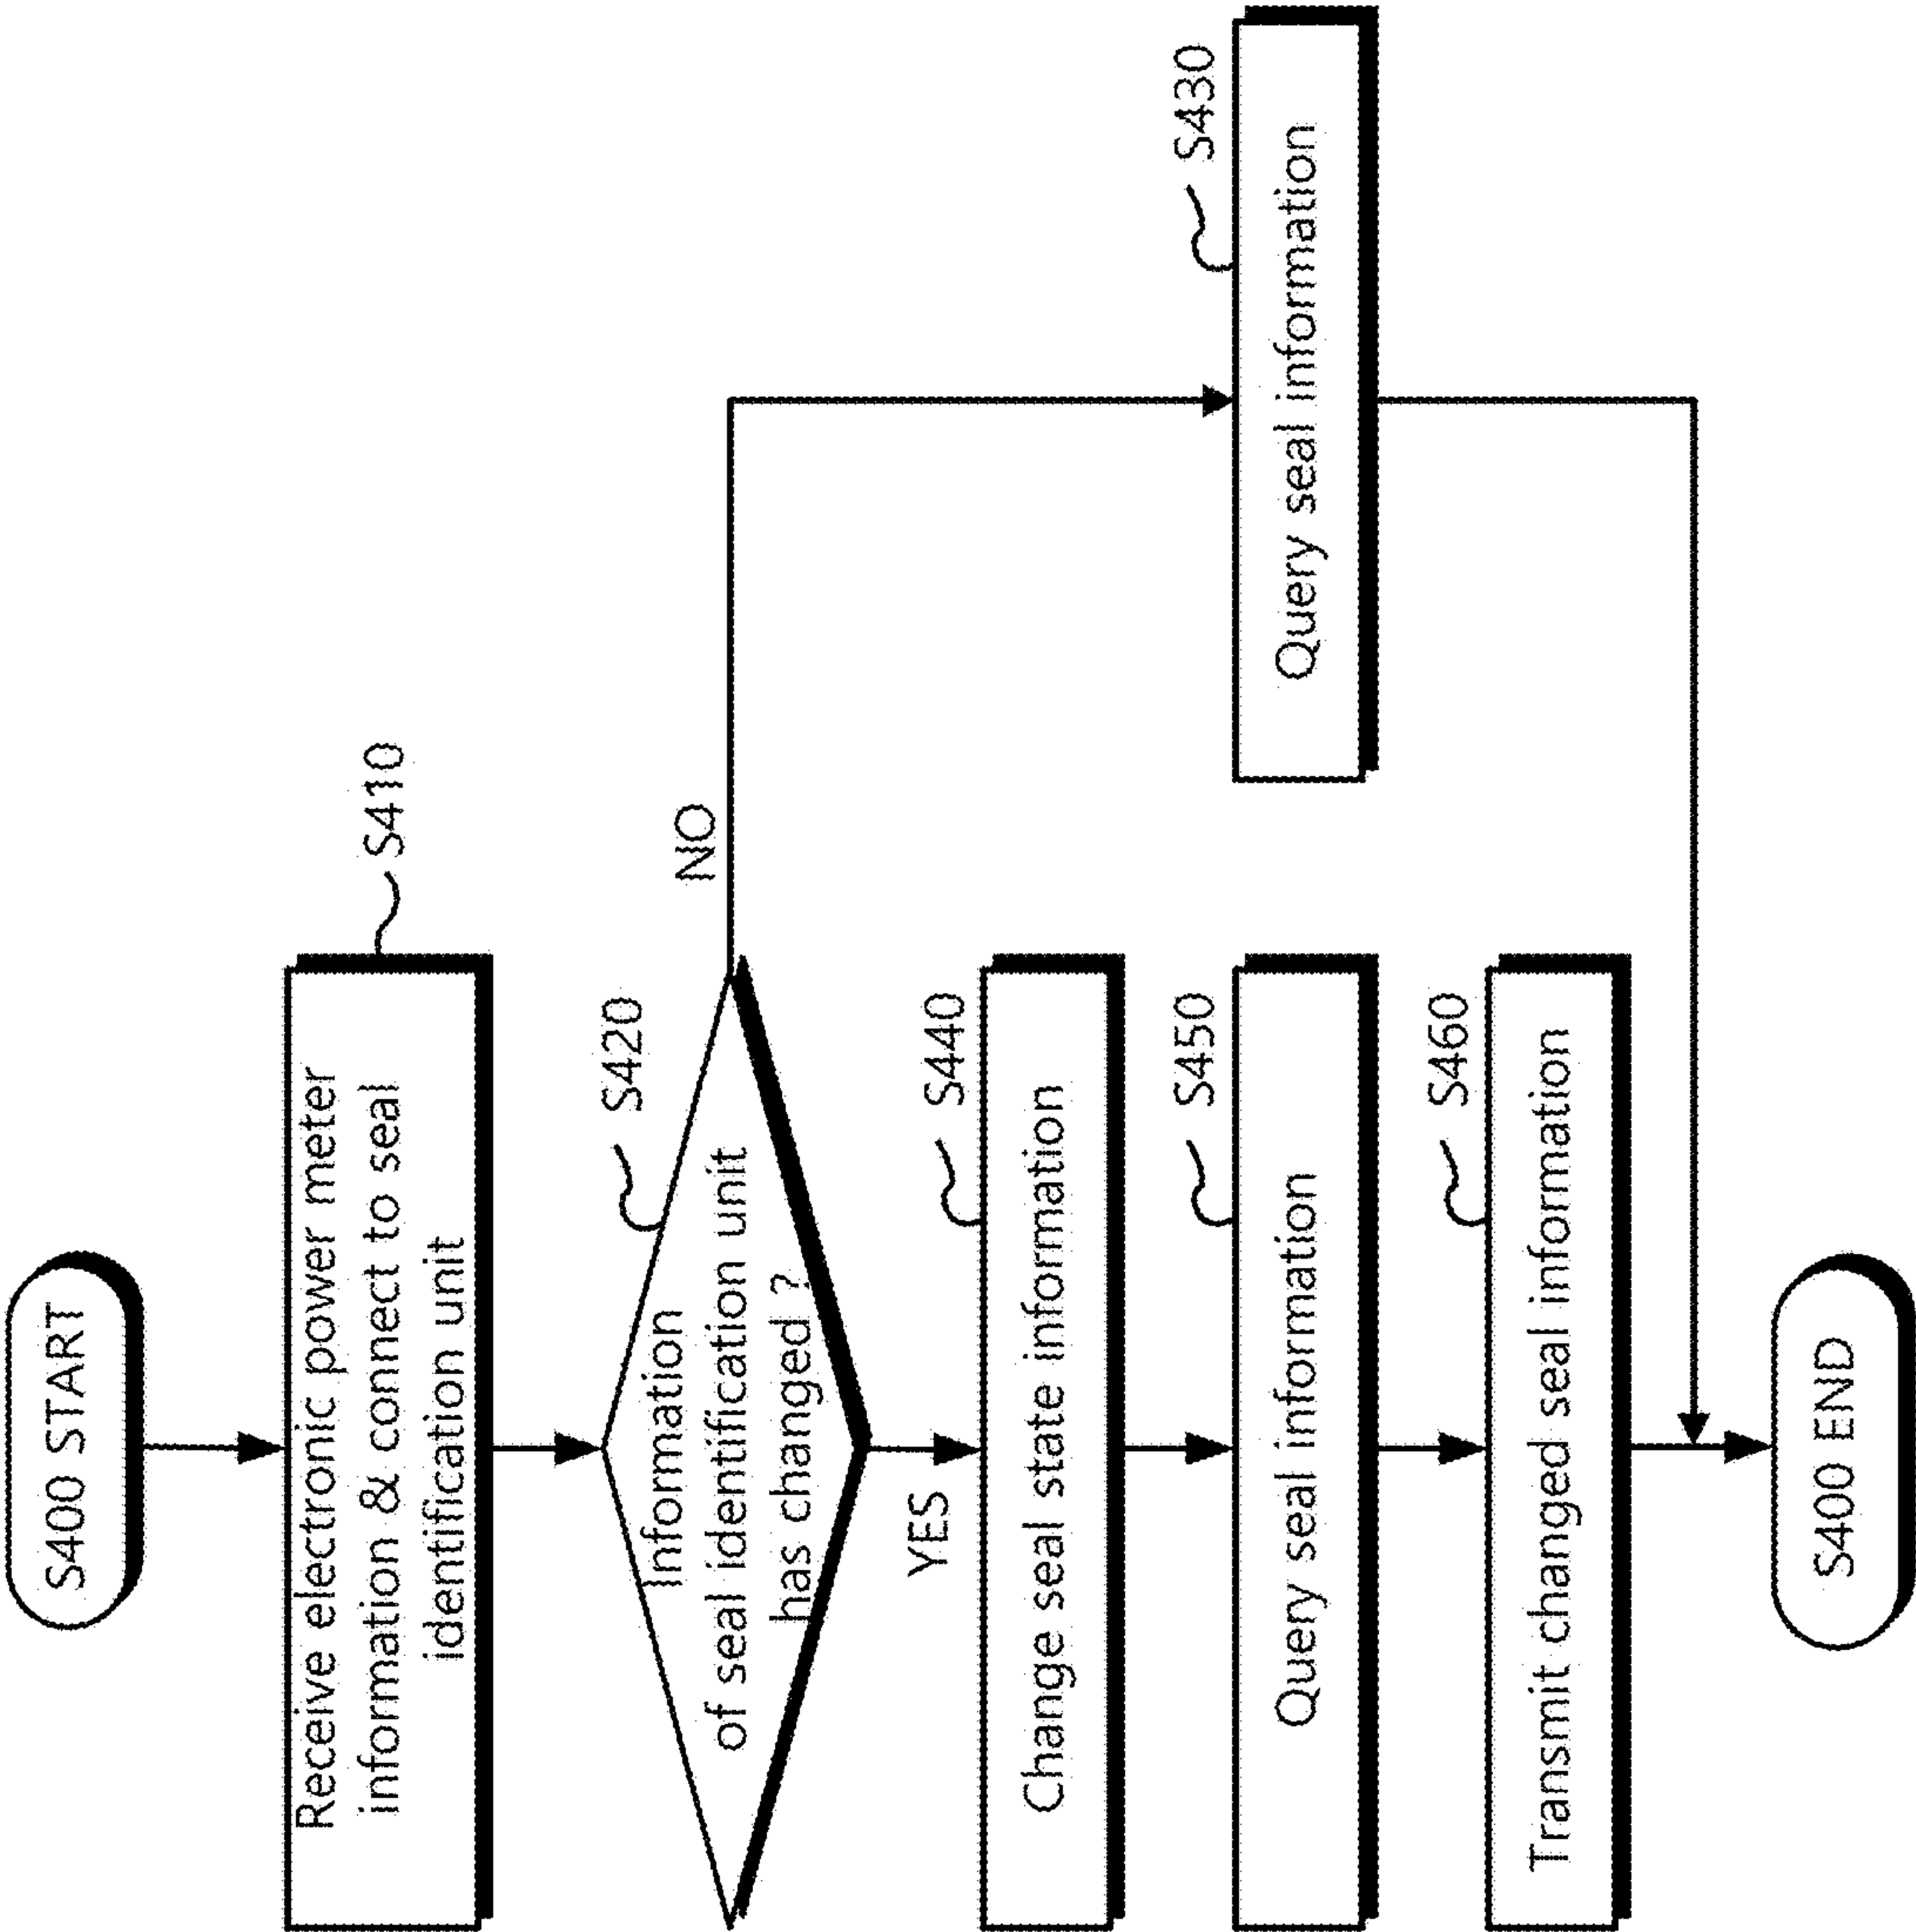 S400 START
Receive electronic power meter
information & connect to seal
identification unit
S410
Information
of seal identification unit
has changed ?
S420
NO
YES
Change seal state information
S440
Query seal information
S450
Query seal information
S430
Transmit changed seal information
S460
S400 END